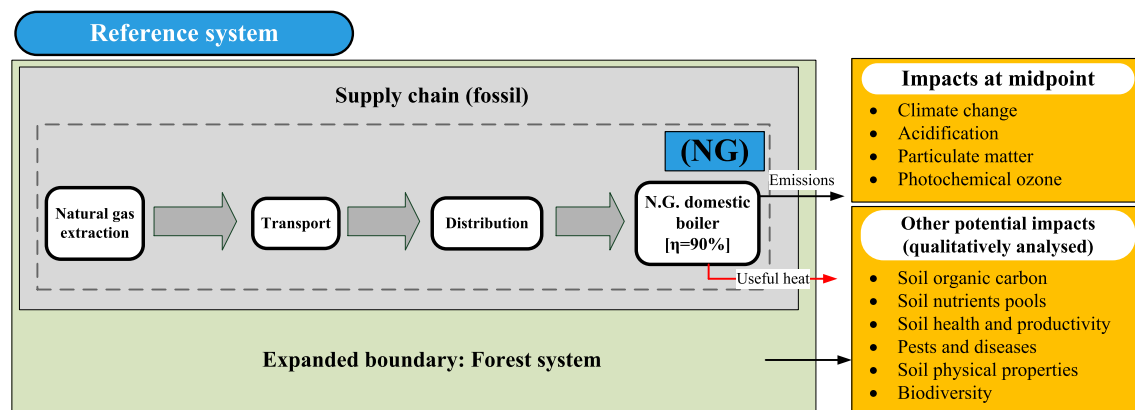 Reference system
Supply chain (fossil)
(NG)
Natural gas
extraction
Transport
Distribution
N.G. domestic
boiler
[η=90%]
Emissions
Useful heat
Expanded boundary: Forest system
Impacts at midpoint
• Climate change
• Acidification
• Particulate matter
• Photochemical ozone
Other potential impacts
(qualitatively analysed)
• Soil organic carbon
• Soil nutrients pools
• Soil health and productivity
• Pests and diseases
• Soil physical properties
• Biodiversity